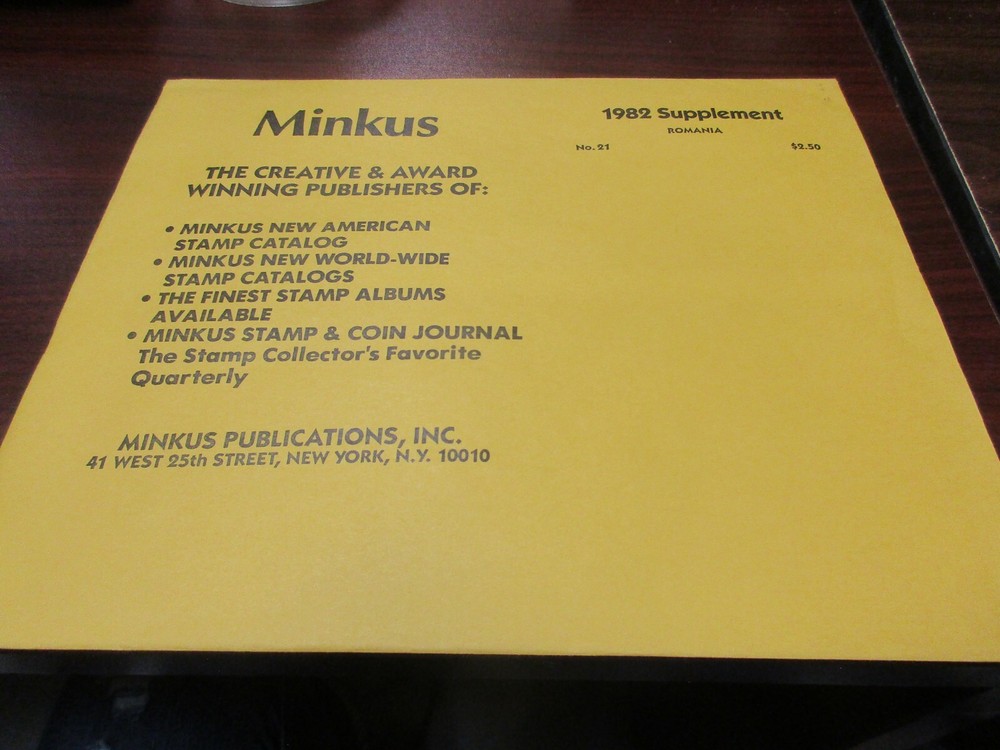 Minkus
THE CREATIVE & AWARD
WINNING PUBLISHERS OF:
• MINKUS NEW AMERICAN
STAMP CATALOG
• MINKUS NEW WORLD-WIDE
STAMP CATALOGS
• THE FINEST STAMP ALBUMS
AVAILABLE
• MINKUS STAMP & COIN JOURNAL
The Stamp Collector's Favorite
Quarterly
MINKUS PUBLICATIONS, INC.
41 WEST 25th STREET, NEW YORK, N.Y. 10010
1982 Supplement
ROMANIA
No. 21 $2.50